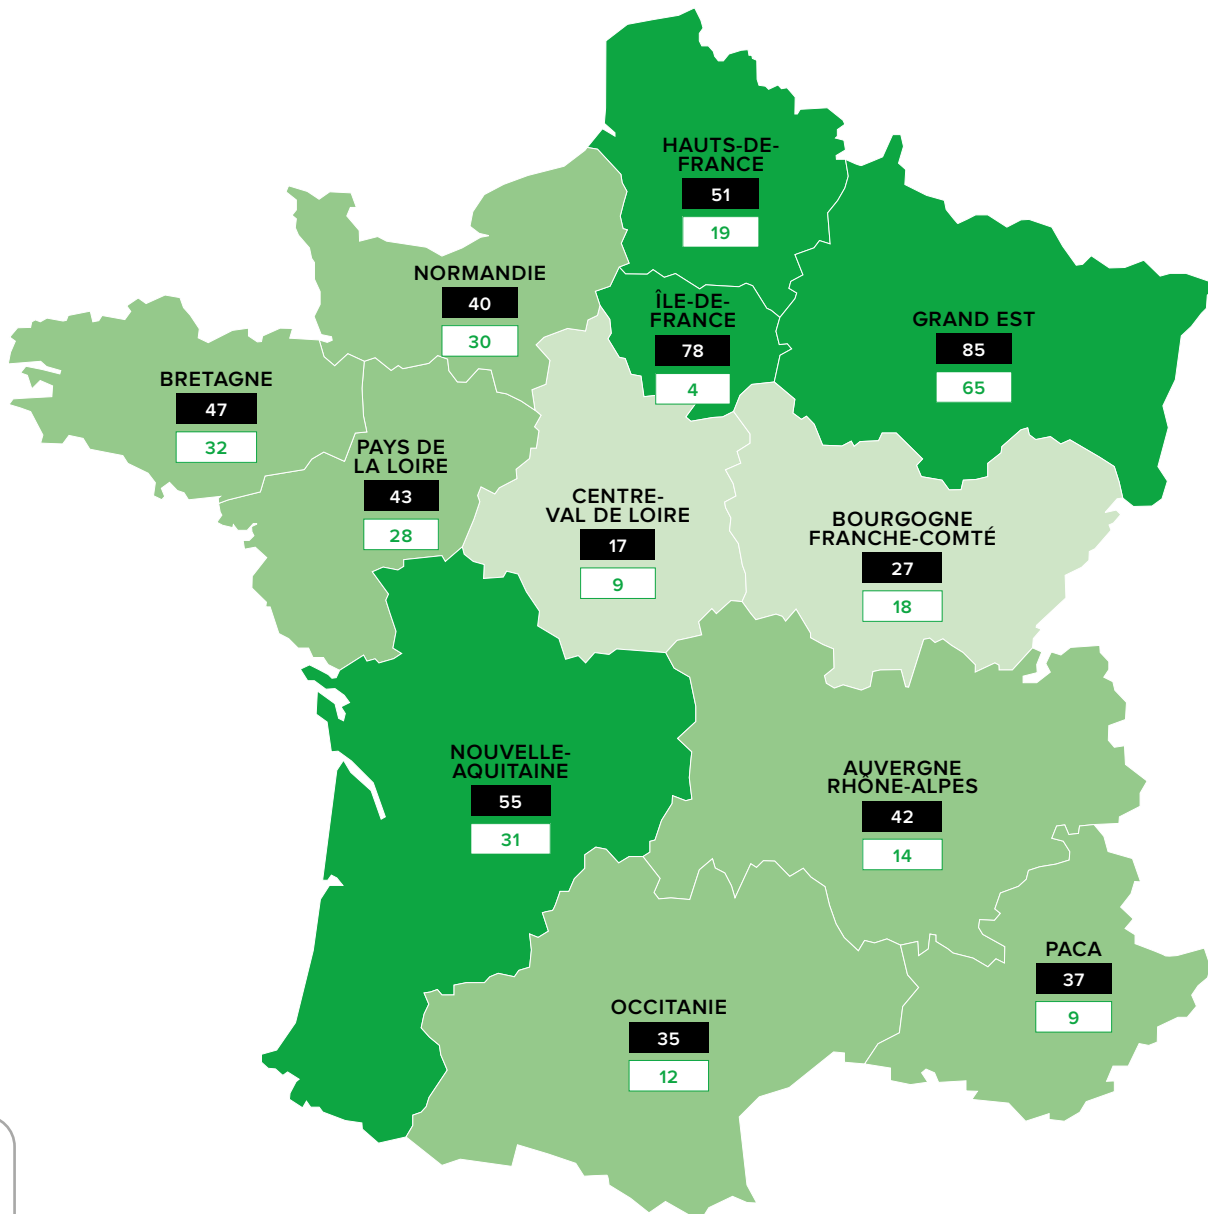 HAUTS-DE-
FRANCE
51
19
NORMANDIE
40
30
ÎLE-DE-
FRANCE
78
4
GRAND EST
85
65
BRETAGNE
47
32
PAYS DE
LA LOIRE
43
28
CENTRE-
VAL DE LOIRE
17
9
BOURGOGNE
FRANCHE-COMTÉ
27
18
NOUVELLE-
AQUITAINE
55
31
AUVERGNE
RHÔNE-ALPES
42
14
PACA
37
9
OCCITANIE
35
12